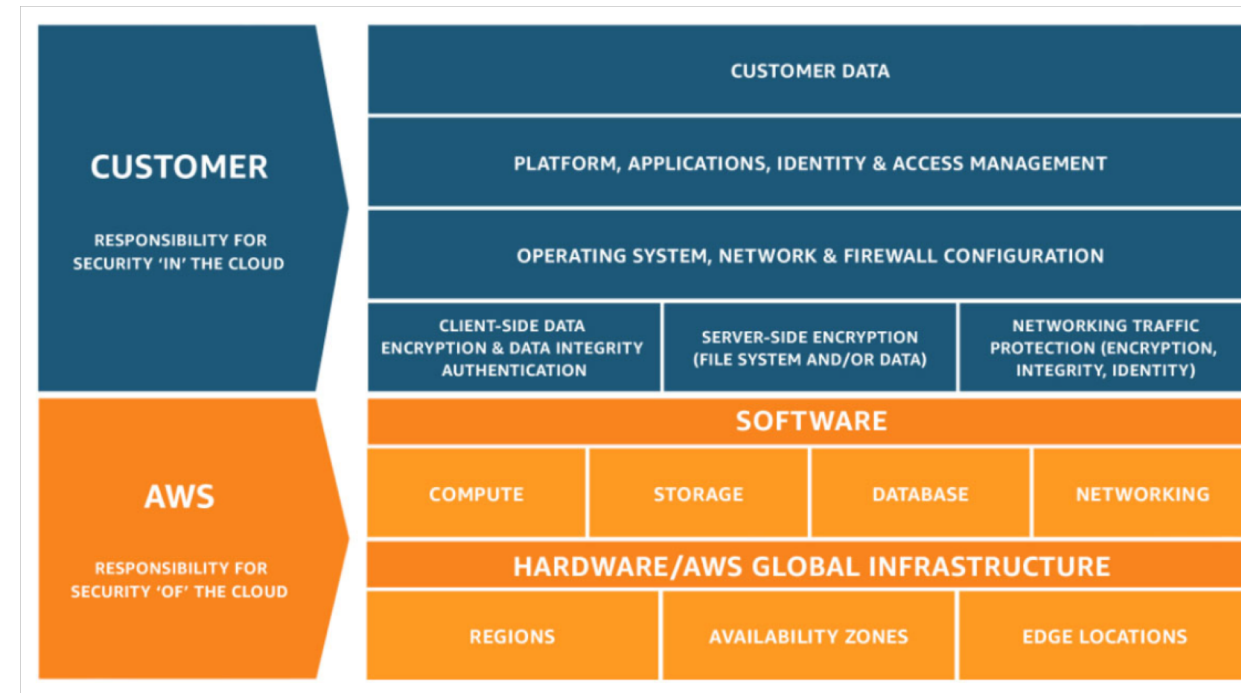 CUSTOMER
RESPONSIBILITY FOR
SECURITY ‘IN’ THE CLOUD
CUSTOMER DATA
PLATFORM, APPLICATIONS, IDENTITY & ACCESS MANAGEMENT
OPERATING SYSTEM, NETWORK & FIREWALL CONFIGURATION
CLIENT-SIDE DATA
ENCRYPTION & DATA INTEGRITY
AUTHENTICATION
SERVER-SIDE ENCRYPTION
(FILE SYSTEM AND/OR DATA)
NETWORKING TRAFFIC
PROTECTION (ENCRYPTION,
INTEGRITY, IDENTITY)
AWS
RESPONSIBILITY FOR
SECURITY ‘OF’ THE CLOUD
SOFTWARE
COMPUTE
STORAGE
DATABASE
NETWORKING
HARDWARE/AWS GLOBAL INFRASTRUCTURE
REGIONS
AVAILABILITY ZONES
EDGE LOCATIONS